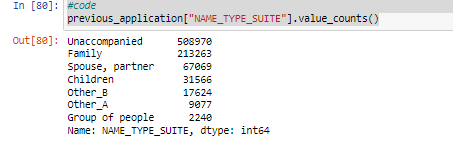 In [80]: #code
previous_application["NAME_TYPE_SUITE"].value_counts()
Out[80]: Unaccompanied 508970
Family 213263
Spouse, partner 67069
Children 31566
Other_B 17624
Other_A 9077
Group of people 2240
Name: NAME_TYPE_SUITE, dtype: int64